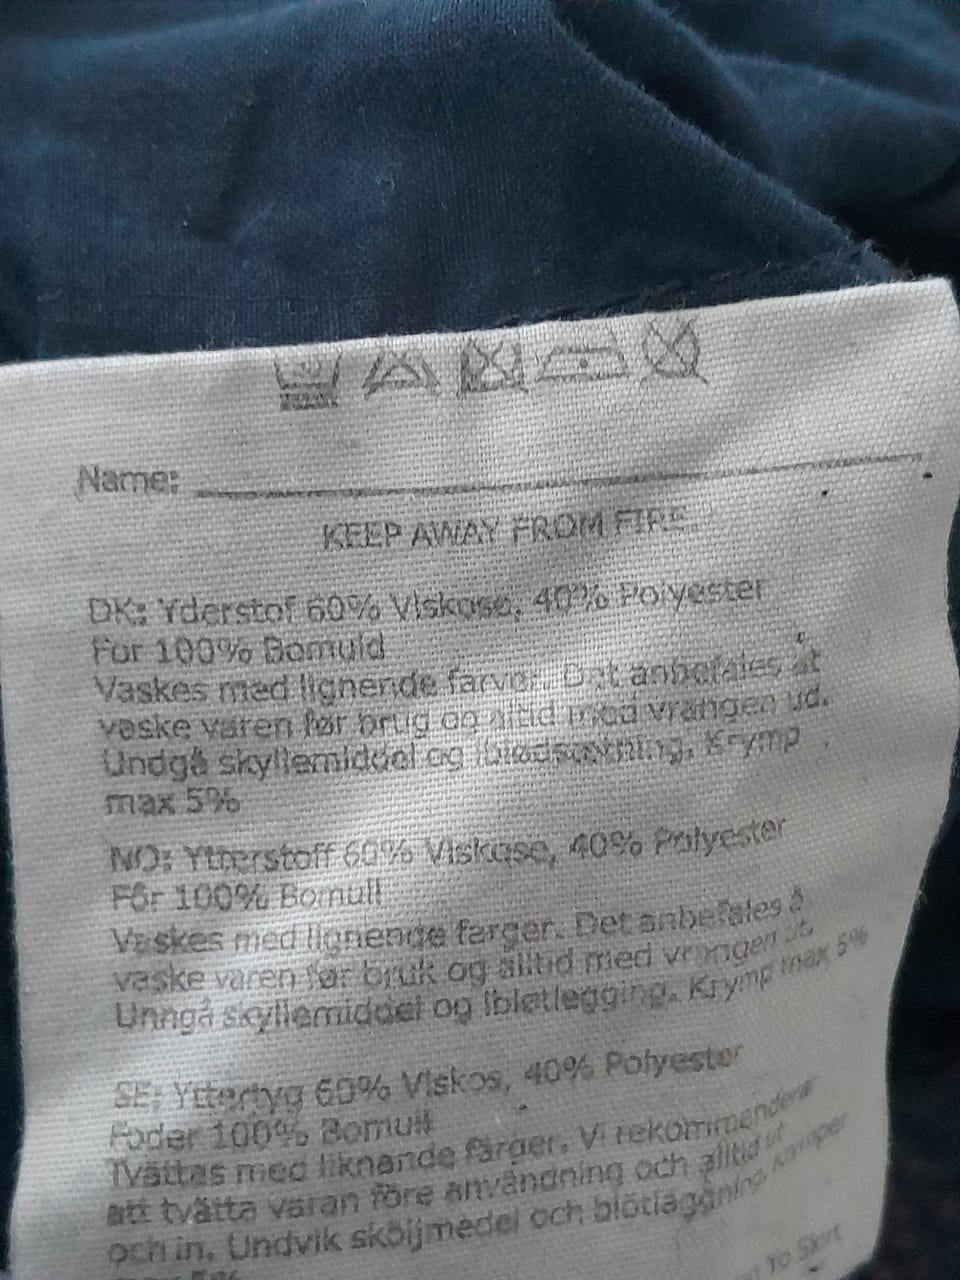 Name:
KEEP AWAY FROM FIRE
DK: Yderstof 60% Viskose, 40% Polyester
For 100% Bomuld
Vaskes med lignende farver. Det anbefales at
vaske varen før brug og altid med vrangen ud.
Undgå skyllemiddel og iblødsætning. Krymp
max 5%
NO: Ytterstoff 60% Viskose, 40% Polyester
Fôr 100% Bomull
Vaskes med lignende farger. Det anbefales å
vaske varen før bruk og alltid med vrangen ut.
Unngå skyllemiddel og ibløtlegging. Krymp max 5%
SE: Yttertyg 60% Viskos, 40% Polyester
Foder 100% Bomull
Tvättas med liknande färger. Vi rekommenderar
att tvätta varan före användning och alltid ut
och in. Undvik sköljmedel och blötläggning. Krymper
max 5%
Yo Skirt